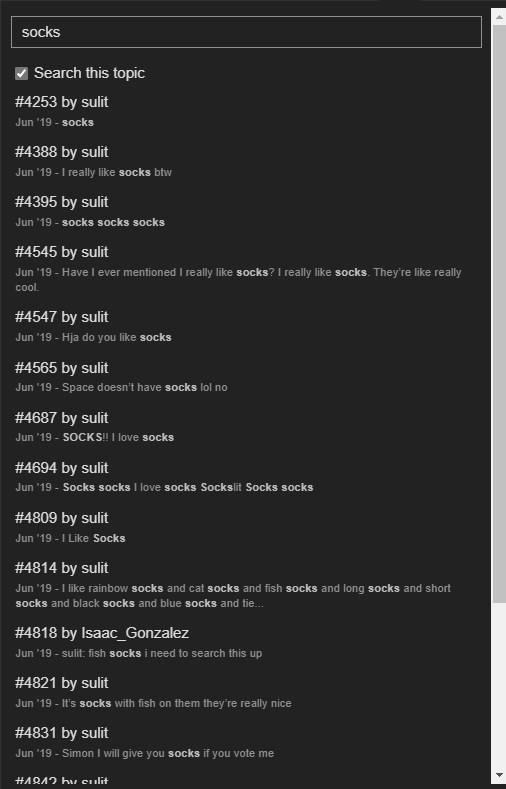 socks
Search this topic
#4253 by sulit
Jun '19 - socks
#4388 by sulit
Jun '19 - I really like socks btw
#4395 by sulit
Jun '19 - socks socks socks
#4545 by sulit
Jun '19 - Have I ever mentioned I really like socks? I really like socks. They're like really
cool.
#4547 by sulit
Jun '19 - Hja do you like socks
#4565 by sulit
Jun '19 - Space doesn't have socks lol no
#4687 by sulit
Jun '19 - SOCKS!! I love socks
#4694 by sulit
Jun '19 - Socks socks I love socks Sockslit Socks socks
#4809 by sulit
Jun '19 - I Like Socks
#4814 by sulit
Jun '19 - I like rainbow socks and cat socks and fish socks and long socks and short
socks and black socks and blue socks and tie...
#4818 by Isaac_Gonzalez
Jun '19 - sulit: fish socks i need to search this up
#4821 by sulit
Jun '19 - It's socks with fish on them they're really nice
#4831 by sulit
Jun '19 - Simon I will give you socks if you vote me
#4842 by sulit